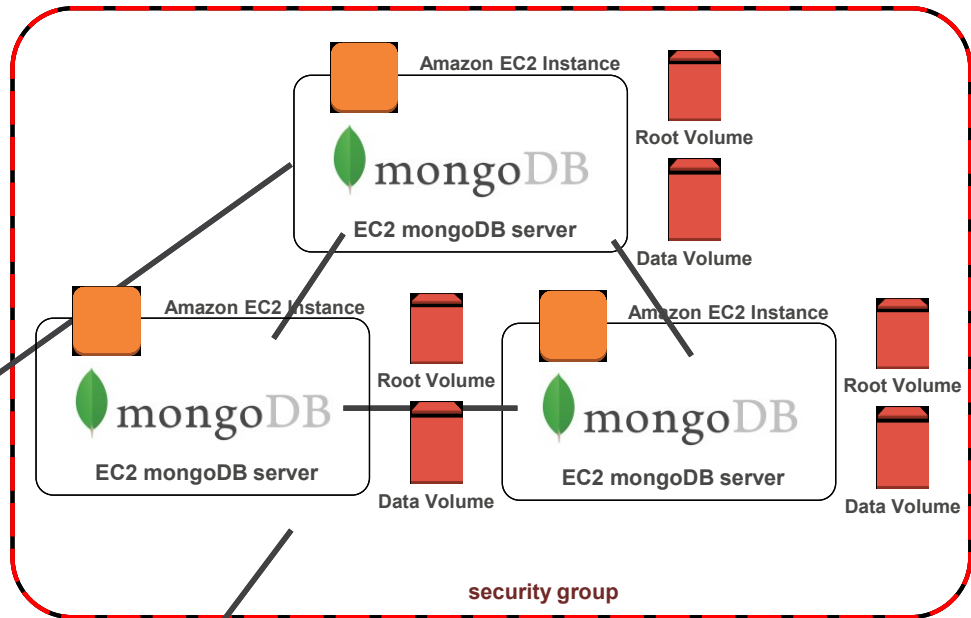 Amazon EC2 Instance
mongoDB
EC2 mongoDB server
Root Volume
Data Volume
Amazon EC2 Instance
mongoDB
EC2 mongoDB server
Root Volume
Data Volume
Amazon EC2 Instance
mongoDB
EC2 mongoDB server
Root Volume
Data Volume
security group